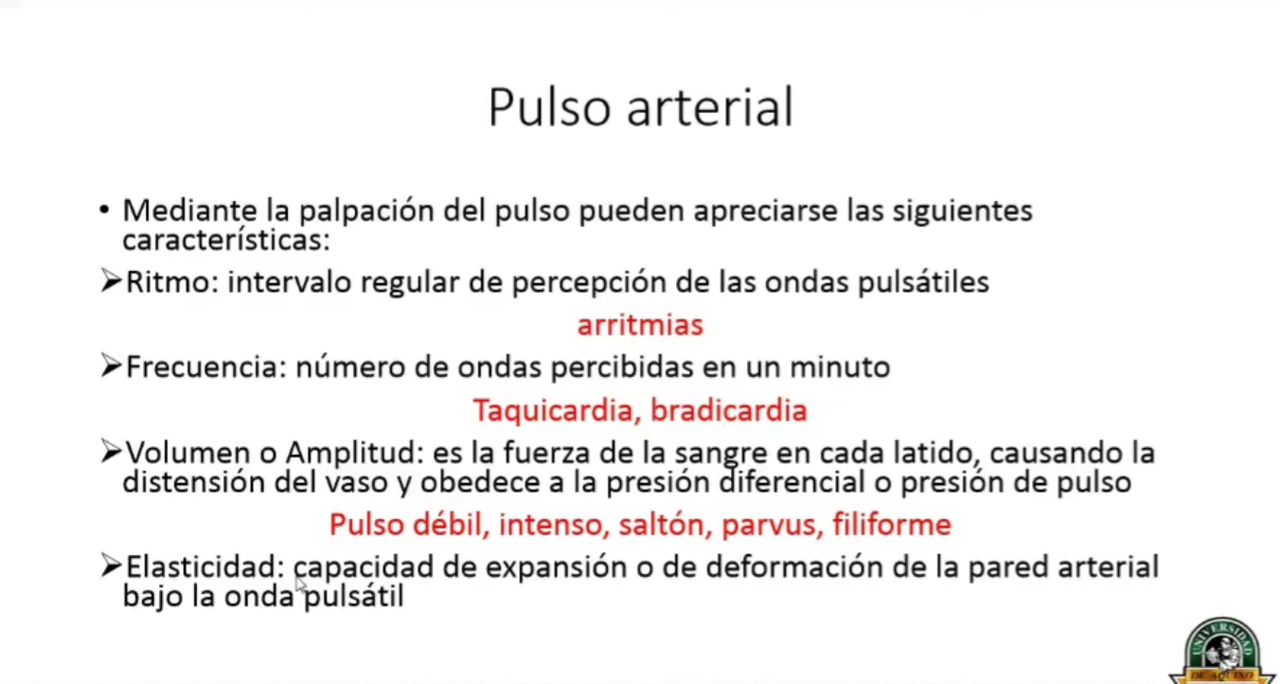 Pulso arterial
• Mediante la palpación del pulso pueden apreciarse las siguientes
características:
➢Ritmo: intervalo regular de percepción de las ondas pulsátiles
arritmias
➢Frecuencia: número de ondas percibidas en un minuto
Taquicardia, bradicardia
➢Volumen o Amplitud: es la fuerza de la sangre en cada latido, causando la
distensión del vaso y obedece a la presión diferencial o presión de pulso
Pulso débil, intenso, saltón, parvus, filiforme
➢Elasticidad: capacidad de expansión o de deformación de la pared arterial
bajo la onda pulsátil
UNIVERSIDAD
DE AQUINO